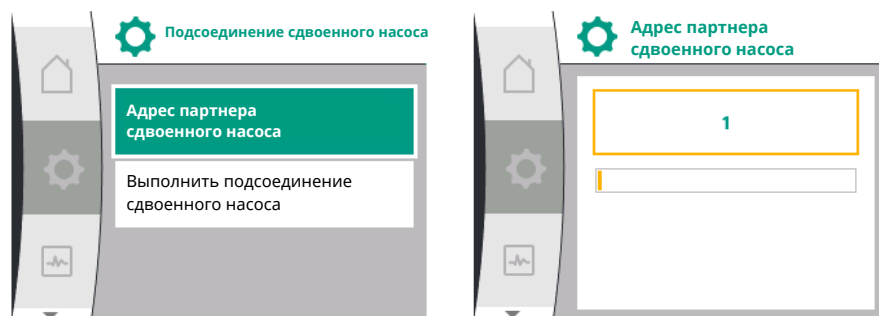 Подсоединение сдвоенного насоса
Адрес партнера
сдвоенного насоса
Выполнить подсоединение
сдвоенного насоса
Адрес партнера
сдвоенного насоса
1